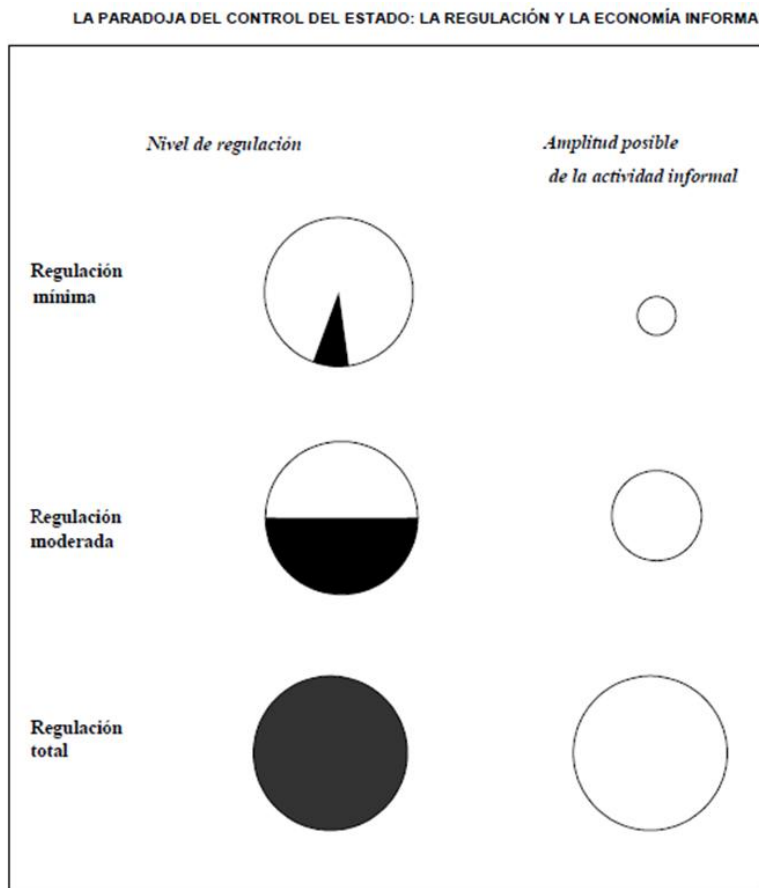 LA PARADOJA DEL CONTROL DEL ESTADO: LA REGULACIÓN Y LA ECONOMÍA INFORMA
Nivel de regulación
Amplitud posible
de la actividad informal
Regulación
mínima
Regulación
moderada
Regulación
total